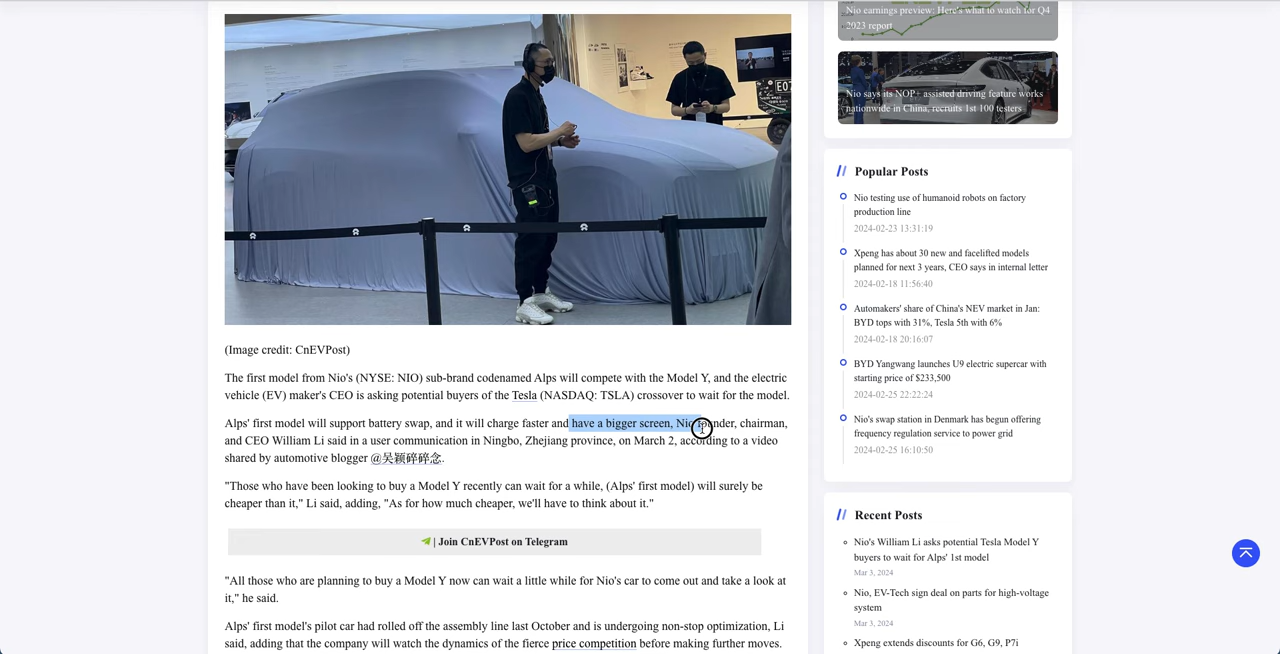 Nio earnings preview: Here's what to watch for Q4
2023 report
Nio says its NOP+ assisted driving feature works
nationwide in China, recruits 1st 100 testers
E07
(Image credit: CnEVPost)
The first model from Nio's (NYSE: NIO) sub-brand codenamed Alps will compete with the Model Y, and the electric
vehicle (EV) maker's CEO is asking potential buyers of the Tesla (NASDAQ: TSLA) crossover to wait for the model.
Alps' first model will support battery swap, and it will charge faster and have a bigger screen, Nio founder, chairman,
and CEO William Li said in a user communication in Ningbo, Zhejiang province, on March 2, according to a video
shared by automotive blogger @吴颖碎碎念.
"Those who have been looking to buy a Model Y recently can wait for a while, (Alps' first model) will surely be
cheaper than it," Li said, adding, "As for how much cheaper, we'll have to think about it."
| Join CnEVPost on Telegram
"All those who are planning to buy a Model Y now can wait a little while for Nio's car to come out and take a look at
it," he said.
Alps' first model's pilot car had rolled off the assembly line last October and is undergoing non-stop optimization, Li
said, adding that the company will watch the dynamics of the fierce price competition before making further moves.
Popular Posts
Nio testing use of humanoid robots on factory
production line
2024-02-23 13:31:19
Xpeng has about 30 new and facelifted models
planned for next 3 years, CEO says in internal letter
2024-02-18 11:56:40
Automakers' share of China's NEV market in Jan:
BYD tops with 31%, Tesla 5th with 6%
2024-02-18 20:16:07
BYD Yangwang launches U9 electric supercar with
starting price of $233,500
2024-02-25 22:22:24
Nio's swap station in Denmark has begun offering
frequency regulation service to power grid
2024-02-25 16:10:50
Recent Posts
Nio's William Li asks potential Tesla Model Y
buyers to wait for Alps' 1st model
Mar 3, 2024
Nio, EV-Tech sign deal on parts for high-voltage
system
Mar 3, 2024
Xpeng extends discounts for G6, G9, P7i